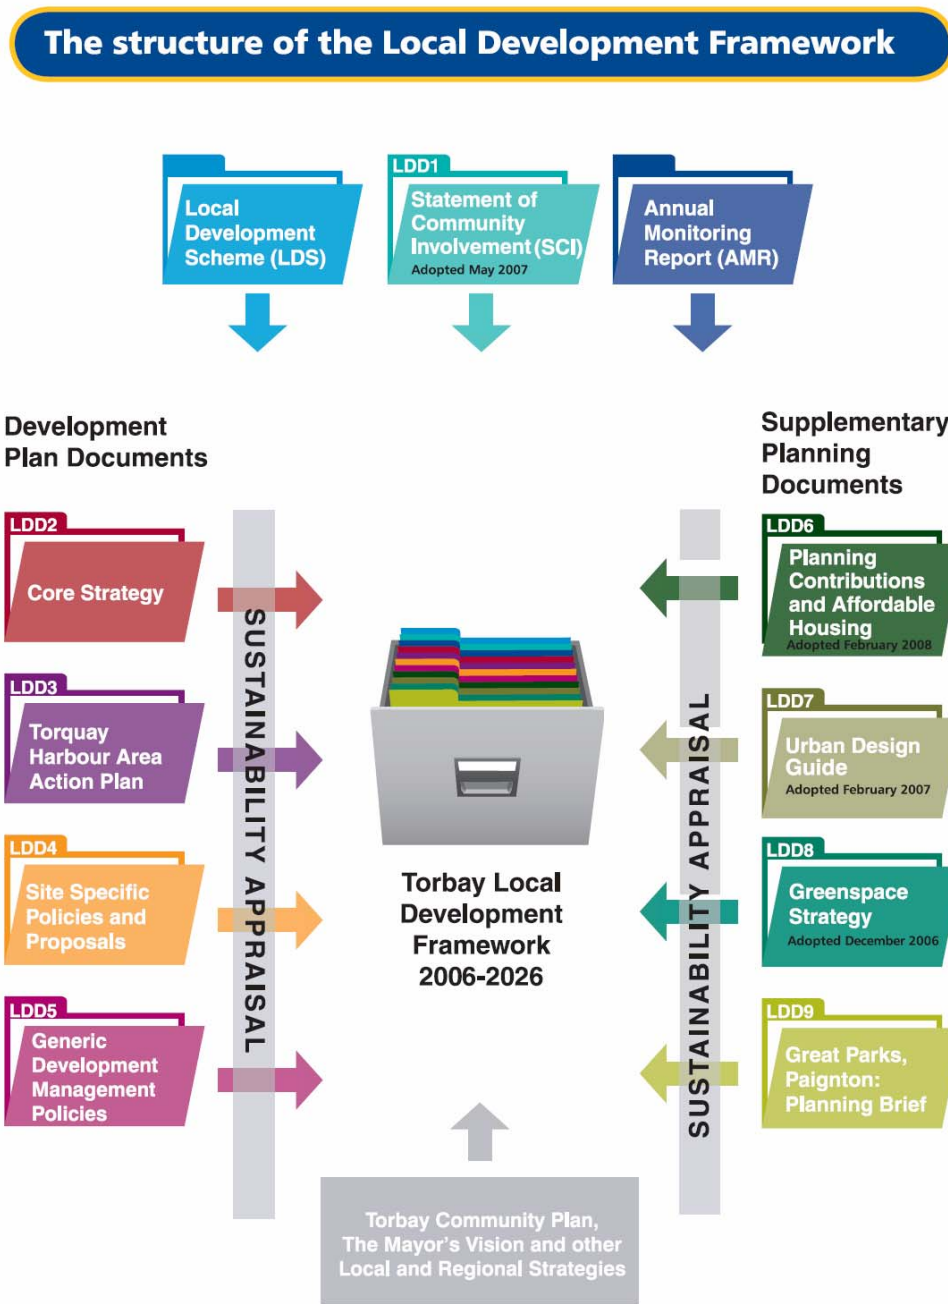 The structure of the Local Development Framework
Local
Development
Scheme (LDS)
LDD1
Statement of
Community
Involvement (SCI)
Adopted May 2007
Annual
Monitoring
Report (AMR)
Development
Plan Documents
LDD2
Core Strategy
LDD3
Torquay
Harbour Area
Action Plan
LDD4
Site Specific
Policies and
Proposals
LDD5
Generic
Development
Management
Policies
SUSTAINABILITY APPRAISAL
Torbay Local
Development
Framework
2006-2026
SUSTAINABILITY APPRAISAL
Supplementary
Planning
Documents
LDD6
Planning
Contributions
and Affordable
Housing
Adopted February 2008
LDD7
Urban Design
Guide
Adopted February 2007
LDD8
Greenspace
Strategy
Adopted December 2006
LDD9
Great Parks,
Paignton:
Planning Brief
Torbay Community Plan,
The Mayor's Vision and other
Local and Regional Strategies